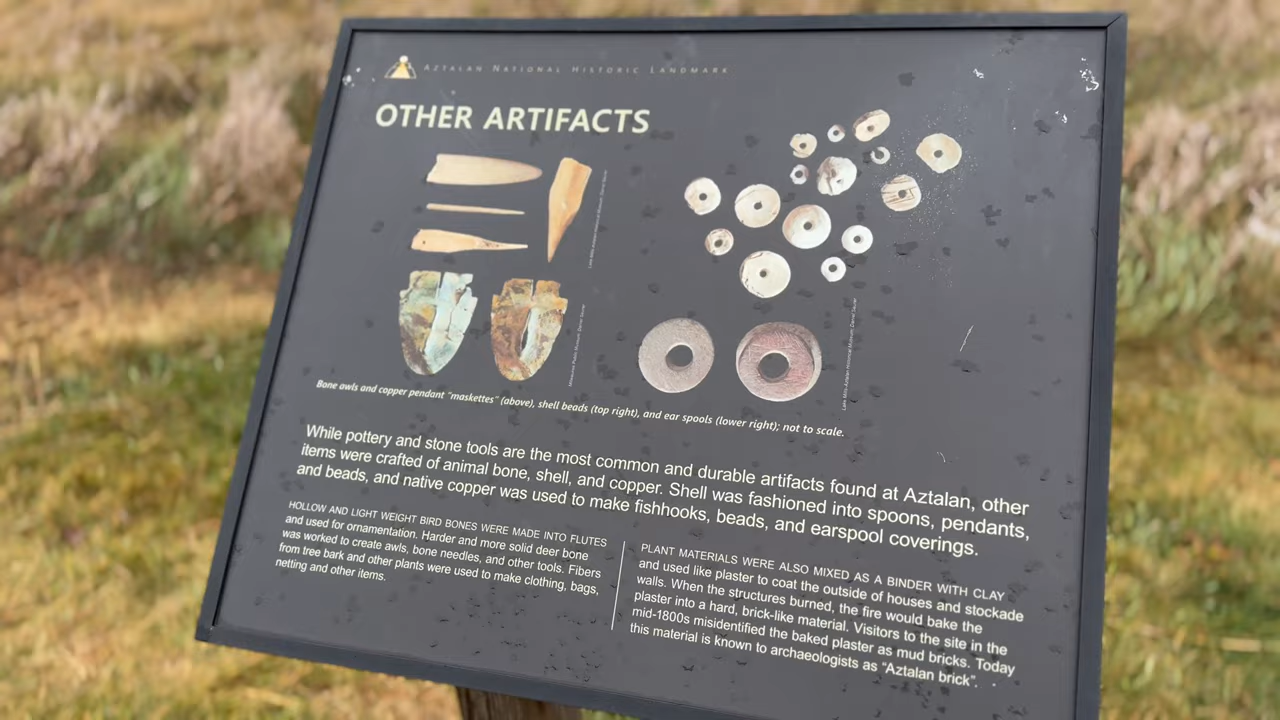 AZTALAN NATIONAL HISTORIC LANDMARK
OTHER ARTIFACTS
Bone awls and copper pendant "maskettes" (above), shell beads (top right), and ear spools (lower right); not to scale.
While pottery and stone tools are the most common and durable artifacts found at Aztalan, other
items were crafted of animal bone, shell, and copper. Shell was fashioned into spoons, pendants,
and beads, and native copper was used to make fishhooks, beads, and earspool coverings.
HOLLOW AND LIGHT WEIGHT BIRD BONES WERE MADE INTO FLUTES
and used for ornamentation. Harder and more solid deer bone
was worked to create awls, bone needles, and other tools. Fibers
from tree bark and other plants were used to make clothing, bags,
netting and other items.
PLANT MATERIALS WERE ALSO MIXED AS A BINDER WITH CLAY
and used like plaster to coat the outside of houses and stockade
walls. When the structures burned, the fire would bake the
plaster into a hard, brick-like material. Visitors to the site in the
mid-1800s misidentified the baked plaster as mud bricks. Today
this material is known to archaeologists as “Aztalan brick”.